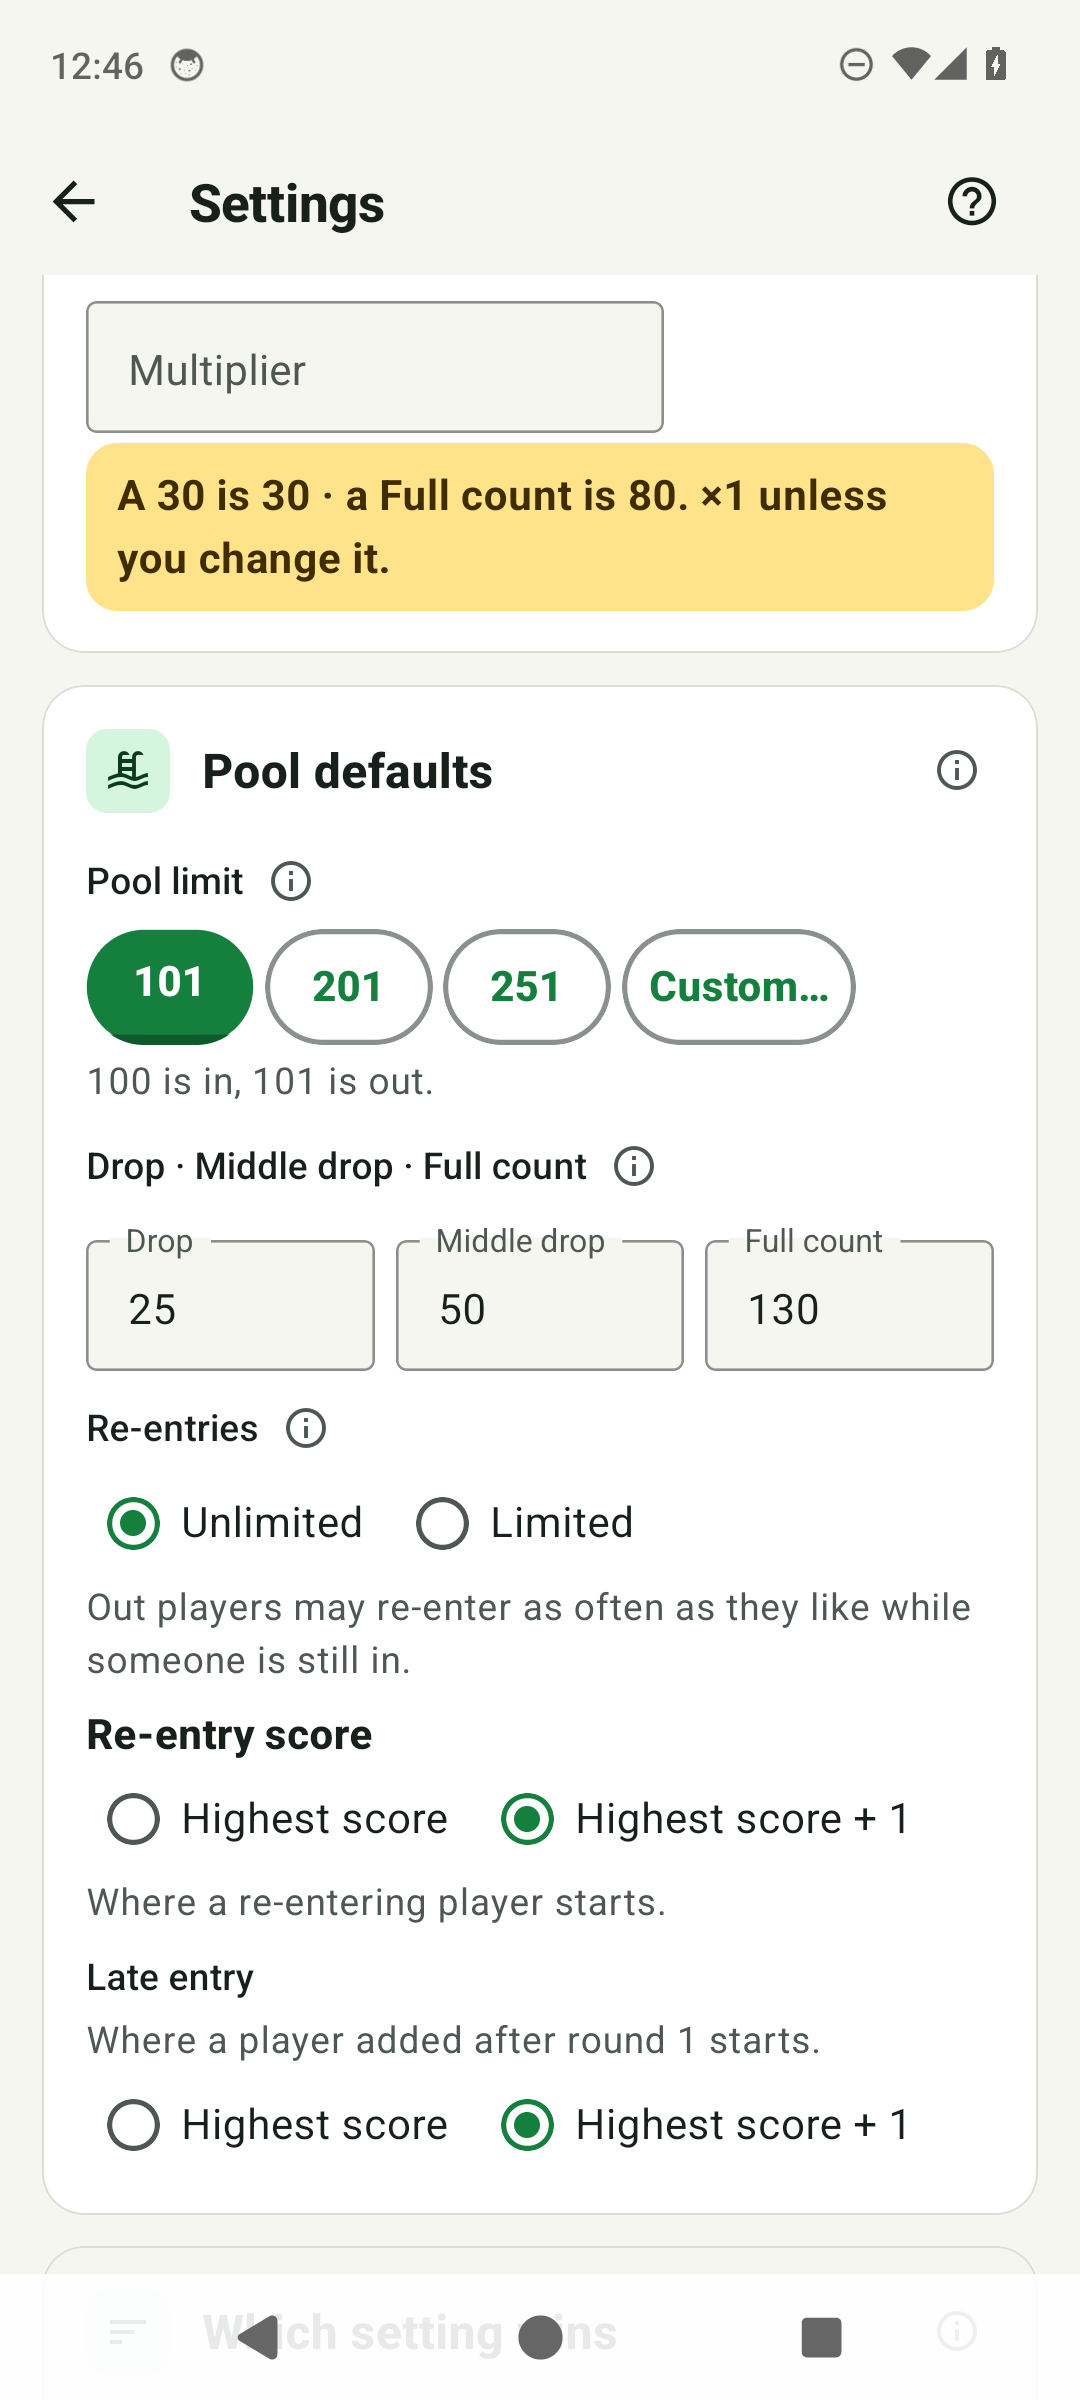 12:46
Settings
Multiplier
A 30 is 30 · a Full count is 80. ×1 unless
you change it.
Pool defaults
Pool limit
101 201 251 Custom...
100 is in, 101 is out.
Drop · Middle drop · Full count
Drop Middle drop Full count
25 50 130
Re-entries
Unlimited Limited
Out players may re-enter as often as they like while
someone is still in.
Re-entry score
Highest score Highest score + 1
Where a re-entering player starts.
Late entry
Where a player added after round 1 starts.
Highest score Highest score + 1
setting